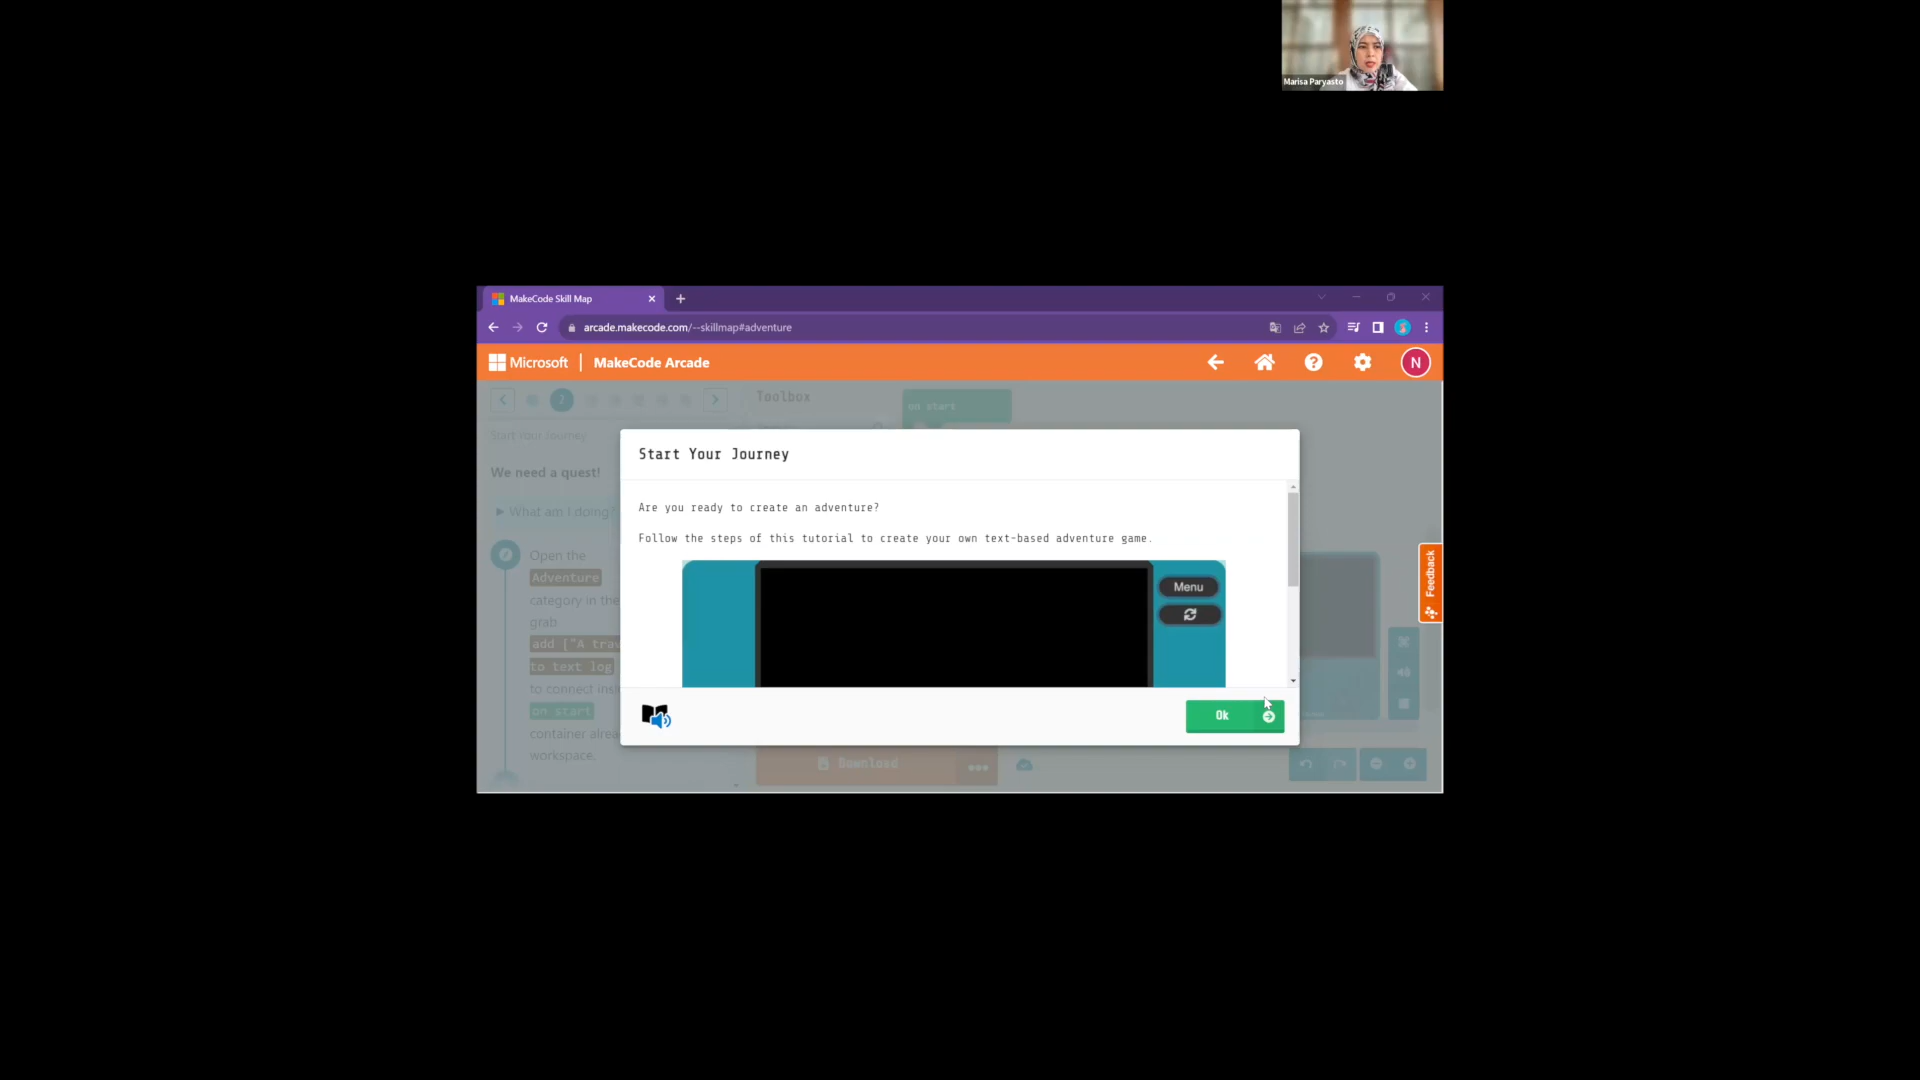 Marisa Paryasto
MakeCode Skill Map
arcade.makecode.com/--skillmap#adventure
Microsoft | MakeCode Arcade
N
2
Toolbox
on start
Start Your Journey
We need a quest!
What am I doing?
Open the
Adventure
category in the
grab
add ["A tras
to text log
to connect insi
on start
container alrea
workspace.
Start Your Journey
Are you ready to create an adventure?
Follow the steps of this tutorial to create your own text-based adventure game.
Menu
Ok
Feedback
Download